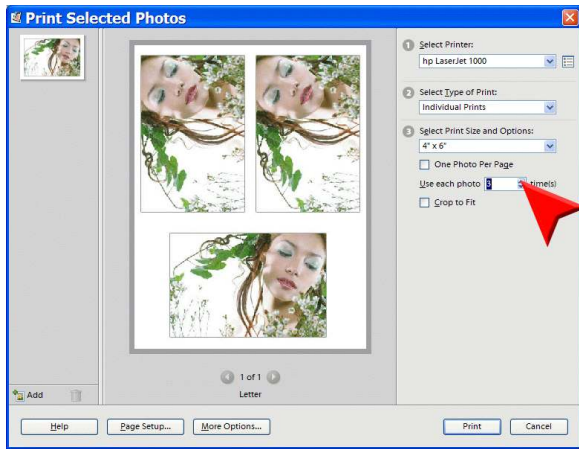 Print Selected Photos
1 Select Printer:
hp LaserJet 1000
2 Select Type of Print:
Individual Prints
3 Select Print Size and Options:
4" x 6"
One Photo Per Page
Use each photo 3 time(s)
Crop to Fit
1 of 1
Letter
Add
Help
Page Setup...
More Options...
Print
Cancel